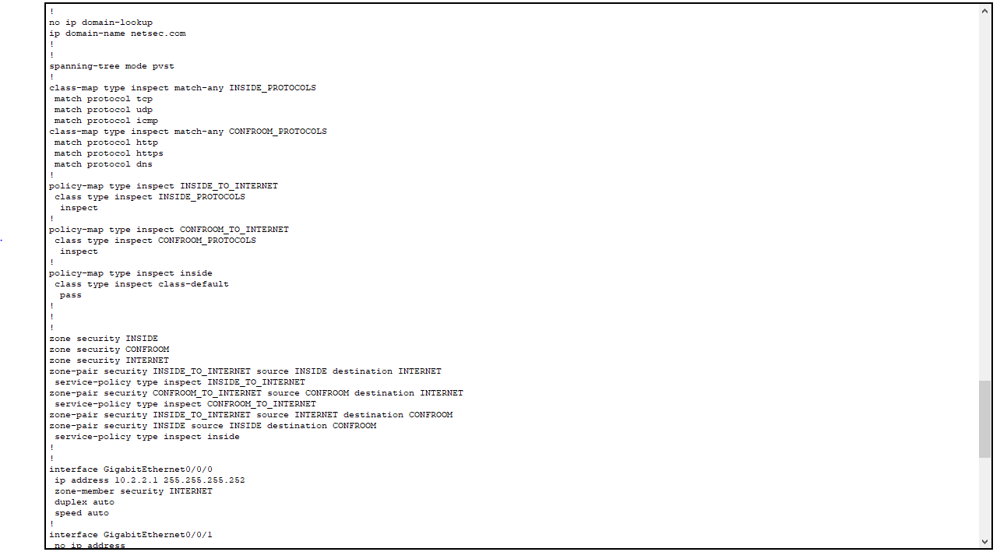 !
no ip domain-lookup
ip domain-name netsec.com
!
!
spanning-tree mode pvst
!
class-map type inspect match-any INSIDE_PROTOCOLS
 match protocol tcp
 match protocol udp
 match protocol icmp
class-map type inspect match-any CONFROOM_PROTOCOLS
 match protocol http
 match protocol https
 match protocol dns
!
policy-map type inspect INSIDE_TO_INTERNET
 class type inspect INSIDE_PROTOCOLS
  inspect
!
policy-map type inspect CONFROOM_TO_INTERNET
 class type inspect CONFROOM_PROTOCOLS
  inspect
!
policy-map type inspect inside
 class type inspect class-default
  pass
!
!
!
zone security INSIDE
zone security CONFROOM
zone security INTERNET
zone-pair security INSIDE_TO_INTERNET source INSIDE destination INTERNET
 service-policy type inspect INSIDE_TO_INTERNET
zone-pair security CONFROOM_TO_INTERNET source CONFROOM destination INTERNET
 service-policy type inspect CONFROOM_TO_INTERNET
zone-pair security INSIDE_TO_INTERNET source INTERNET destination CONFROOM
zone-pair security INSIDE source INSIDE destination CONFROOM
 service-policy type inspect inside
!
!
interface GigabitEthernet0/0/0
 ip address 10.2.2.1 255.255.255.252
 zone-member security INTERNET
 duplex auto
 speed auto
!
interface GigabitEthernet0/0/1
 no ip address